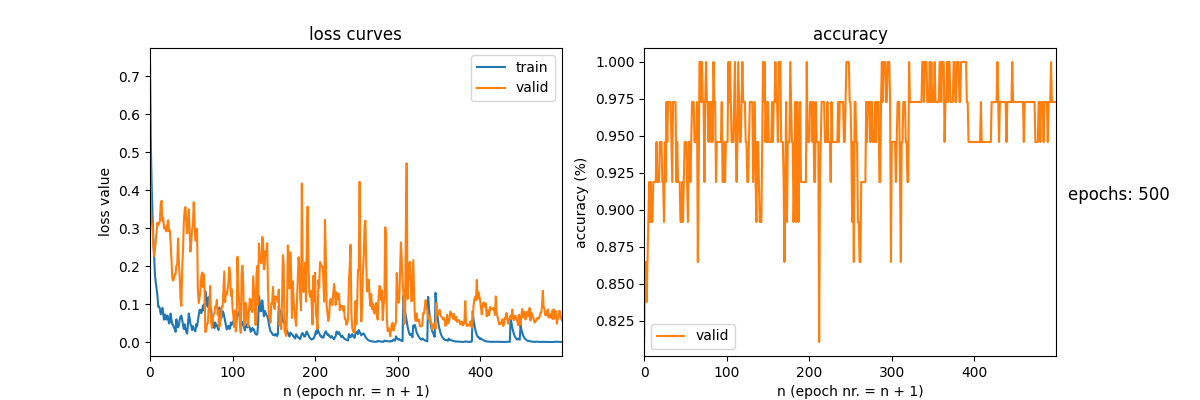 loss curves
train
valid
loss value
0.7
0.6
0.5
0.4
0.3
0.2
0.1
0.0
0
100
200
300
400
n (epoch nr. = n + 1)
accuracy
accuracy (%)
1.000
0.975
0.950
0.925
0.900
0.875
0.850
0.825
valid
0
100
200
300
400
n (epoch nr. = n + 1)
epochs: 500